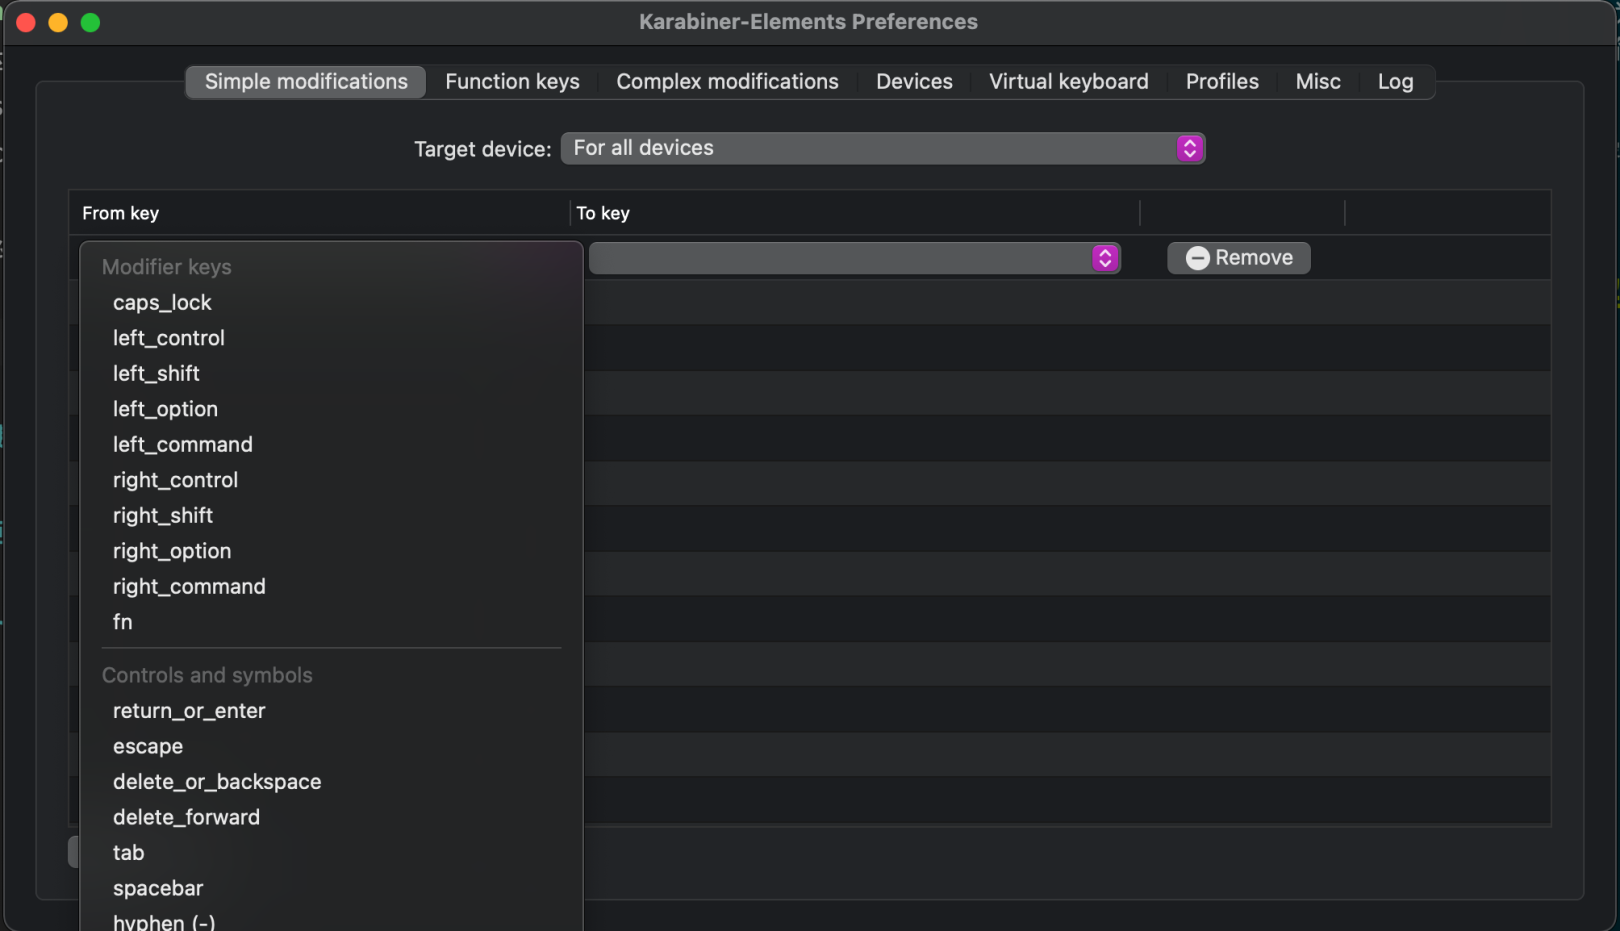 Karabiner-Elements Preferences
Simple modifications Function keys Complex modifications Devices Virtual keyboard Profiles Misc Log
Target device: For all devices
From key To key
Remove
Modifier keys
caps_lock
left_control
left_shift
left_option
left_command
right_control
right_shift
right_option
right_command
fn
Controls and symbols
return_or_enter
escape
delete_or_backspace
delete_forward
tab
spacebar
hyphen (-)